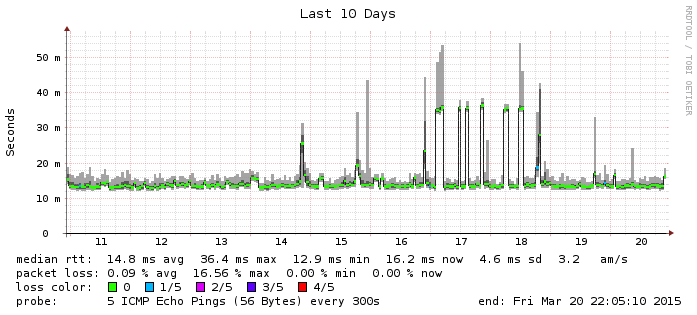 Last 10 Days
RRDTOOL / TOBI OETIKER
Seconds
50 m
40 m
30 m
20 m
10 m
0
11 12 13 14 15 16 17 18 19 20
median rtt: 14.8 ms avg 36.4 ms max 12.9 ms min 16.2 ms now 4.6 ms sd 3.2 am/s
packet loss: 0.09 % avg 16.56 % max 0.00 % min 0.00 % now
loss color: 0 1/5 2/5 3/5 4/5
probe: 5 ICMP Echo Pings (56 Bytes) every 300s end: Fri Mar 20 22:05:10 2015